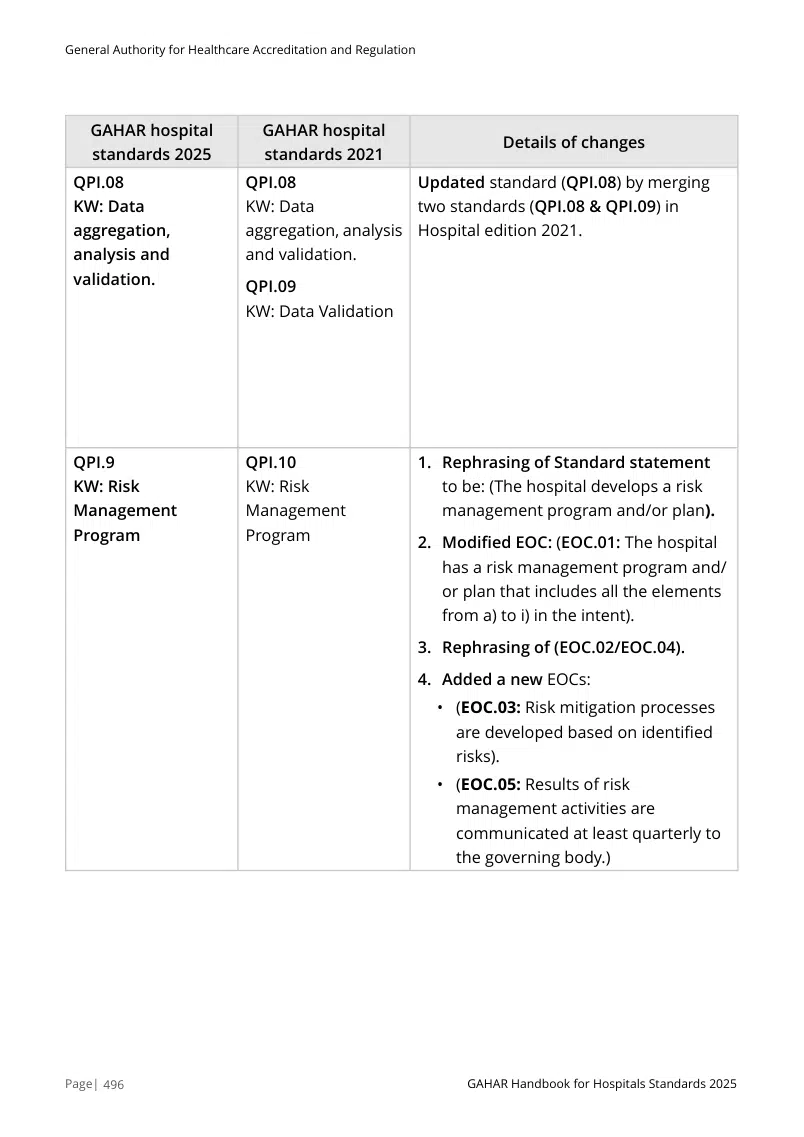 General Authority for Healthcare Accreditation and Regulation
GAHAR hospital
standards 2025
GAHAR hospital
standards 2021
Details of changes
QPI.08
KW: Data
aggregation,
analysis and
validation.
QPI.08
KW: Data
aggregation, analysis
and validation.
QPI.09
KW: Data Validation
Updated standard (QPI.08) by merging
two standards (QPI.08 & QPI.09) in
Hospital edition 2021.
QPI.9
KW: Risk
Management
Program
QPI.10
KW: Risk
Management
Program
1. Rephrasing of Standard statement
to be: (The hospital develops a risk
management program and/or plan).
2. Modified EOC: (EOC.01: The hospital
has a risk management program and/
or plan that includes all the elements
from a) to i) in the intent).
3. Rephrasing of (EOC.02/EOC.04).
4. Added a new EOCs:
• (EOC.03: Risk mitigation processes
are developed based on identified
risks).
• (EOC.05: Results of risk
management activities are
communicated at least quarterly to
the governing body.)
Page| 496
GAHAR Handbook for Hospitals Standards 2025